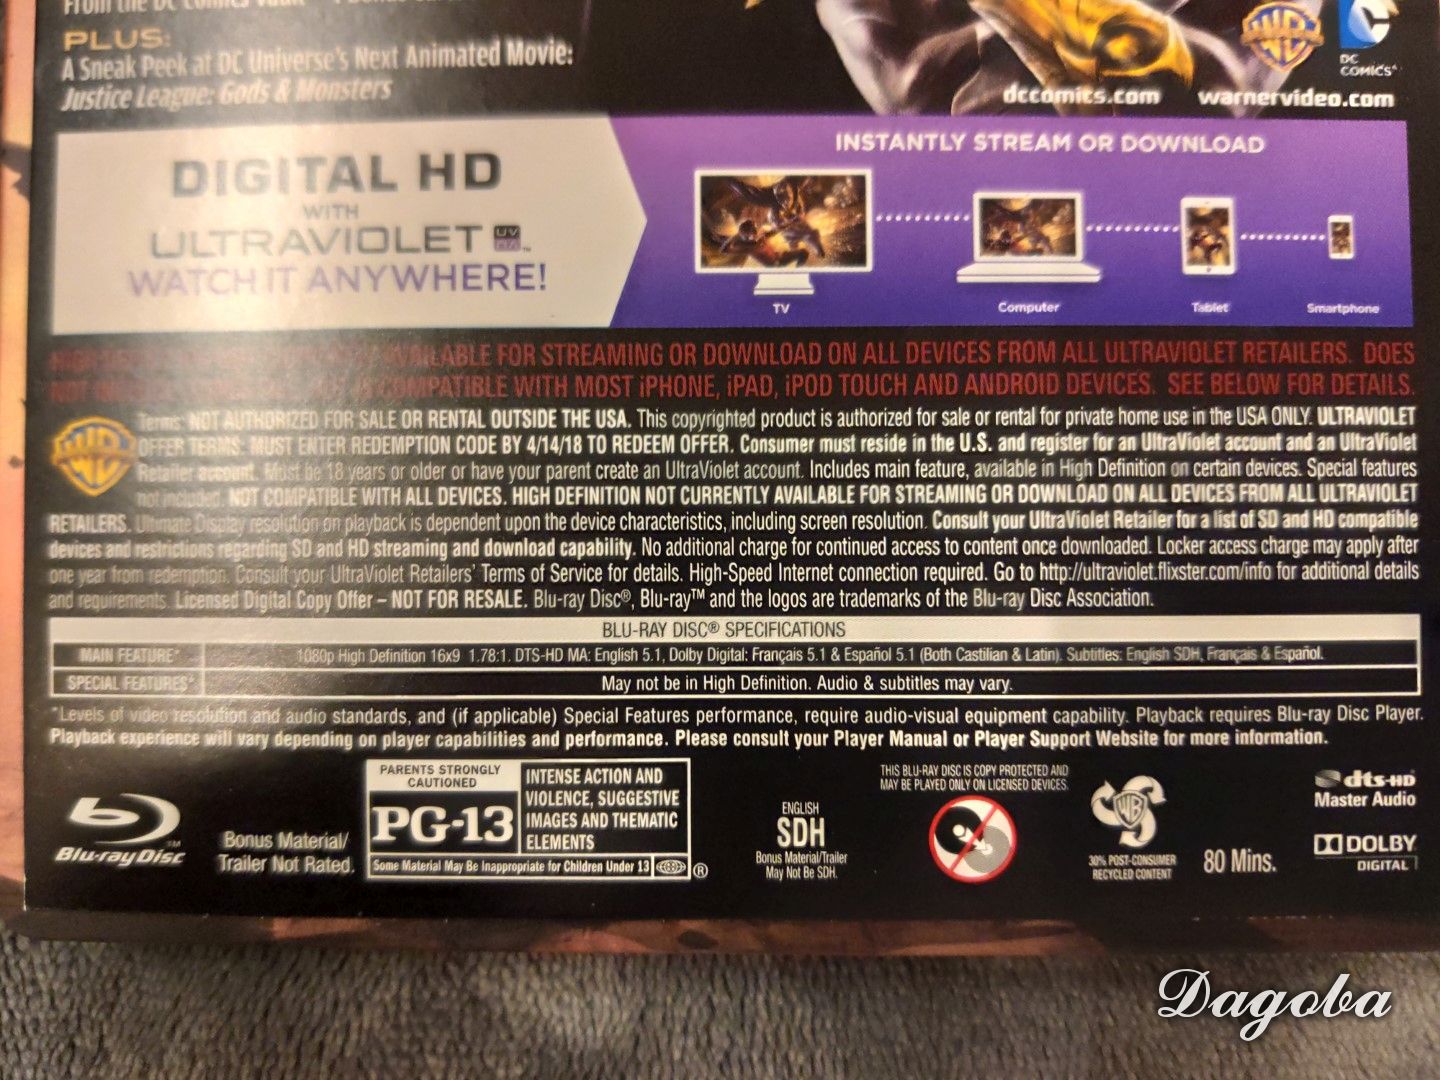 From the DC Comics Vault
PLUS:
A Sneak Peek at DC Universe's Next Animated Movie:
Justice League: Gods & Monsters
DC
COMICS
dccomics.com warnervideo.com
DIGITAL HD
WITH
ULTRAVIOLET UV
WATCH IT ANYWHERE!
INSTANTLY STREAM OR DOWNLOAD
TV Computer Tablet Smartphone
AVAILABLE FOR STREAMING OR DOWNLOAD ON ALL DEVICES FROM ALL ULTRAVIOLET RETAILERS. DOES
NOT COMPATIBLE WITH MOST iPHONE, iPAD, iPOD TOUCH AND ANDROID DEVICES. SEE BELOW FOR DETAILS.
Terms: NOT AUTHORIZED FOR SALE OR RENTAL OUTSIDE THE USA. This copyrighted product is authorized for sale or rental for private home use in the USA ONLY. ULTRAVIOLET
OFFER TERMS: MUST ENTER REDEMPTION CODE BY 4/14/18 TO REDEEM OFFER. Consumer must reside in the U.S. and register for an UltraViolet account and an UltraViolet
Retailer account. Must be 18 years or older or have your parent create an UltraViolet account. Includes main feature, available in High Definition on certain devices. Special features
not included. NOT COMPATIBLE WITH ALL DEVICES. HIGH DEFINITION NOT CURRENTLY AVAILABLE FOR STREAMING OR DOWNLOAD ON ALL DEVICES FROM ALL ULTRAVIOLET
RETAILERS. Ultimate Display resolution on playback is dependent upon the device characteristics, including screen resolution. Consult your UltraViolet Retailer for a list of SD and HD compatible
devices and restrictions regarding SD and HD streaming and download capability. No additional charge for continued access to content once downloaded. Locker access charge may apply after
one year from redemption. Consult your UltraViolet Retailers' Terms of Service for details. High-Speed Internet connection required. Go to http://ultraviolet.flixster.com/info for additional details
and requirements. Licensed Digital Copy Offer – NOT FOR RESALE. Blu-ray Disc®, Blu-ray™ and the logos are trademarks of the Blu-ray Disc Association.
BLU-RAY DISC® SPECIFICATIONS
MAIN FEATURE* 1080p High Definition 16x9 1.78:1. DTS-HD MA: English 5.1, Dolby Digital: Français 5.1 & Español 5.1 (Both Castilian & Latin). Subtitles: English SDH, Français & Español.
SPECIAL FEATURES* May not be in High Definition. Audio & subtitles may vary.
*Levels of video resolution and audio standards, and (if applicable) Special Features performance, require audio-visual equipment capability. Playback requires Blu-ray Disc Player.
Playback experience will vary depending on player capabilities and performance. Please consult your Player Manual or Player Support Website for more information.
Blu-ray Disc
Bonus Material/
Trailer Not Rated.
PARENTS STRONGLY
CAUTIONED
PG-13
INTENSE ACTION AND
VIOLENCE, SUGGESTIVE
IMAGES AND THEMATIC
ELEMENTS
Some Material May Be Inappropriate for Children Under 13
®
ENGLISH
SDH
Bonus Material/Trailer
May Not Be SDH.
THIS BLU-RAY DISC IS COPY PROTECTED AND
MAY BE PLAYED ONLY ON LICENSED DEVICES.
30% POST-CONSUMER
RECYCLED CONTENT
80 Mins.
dts-HD
Master Audio
DOLBY
DIGITAL
Dagoba